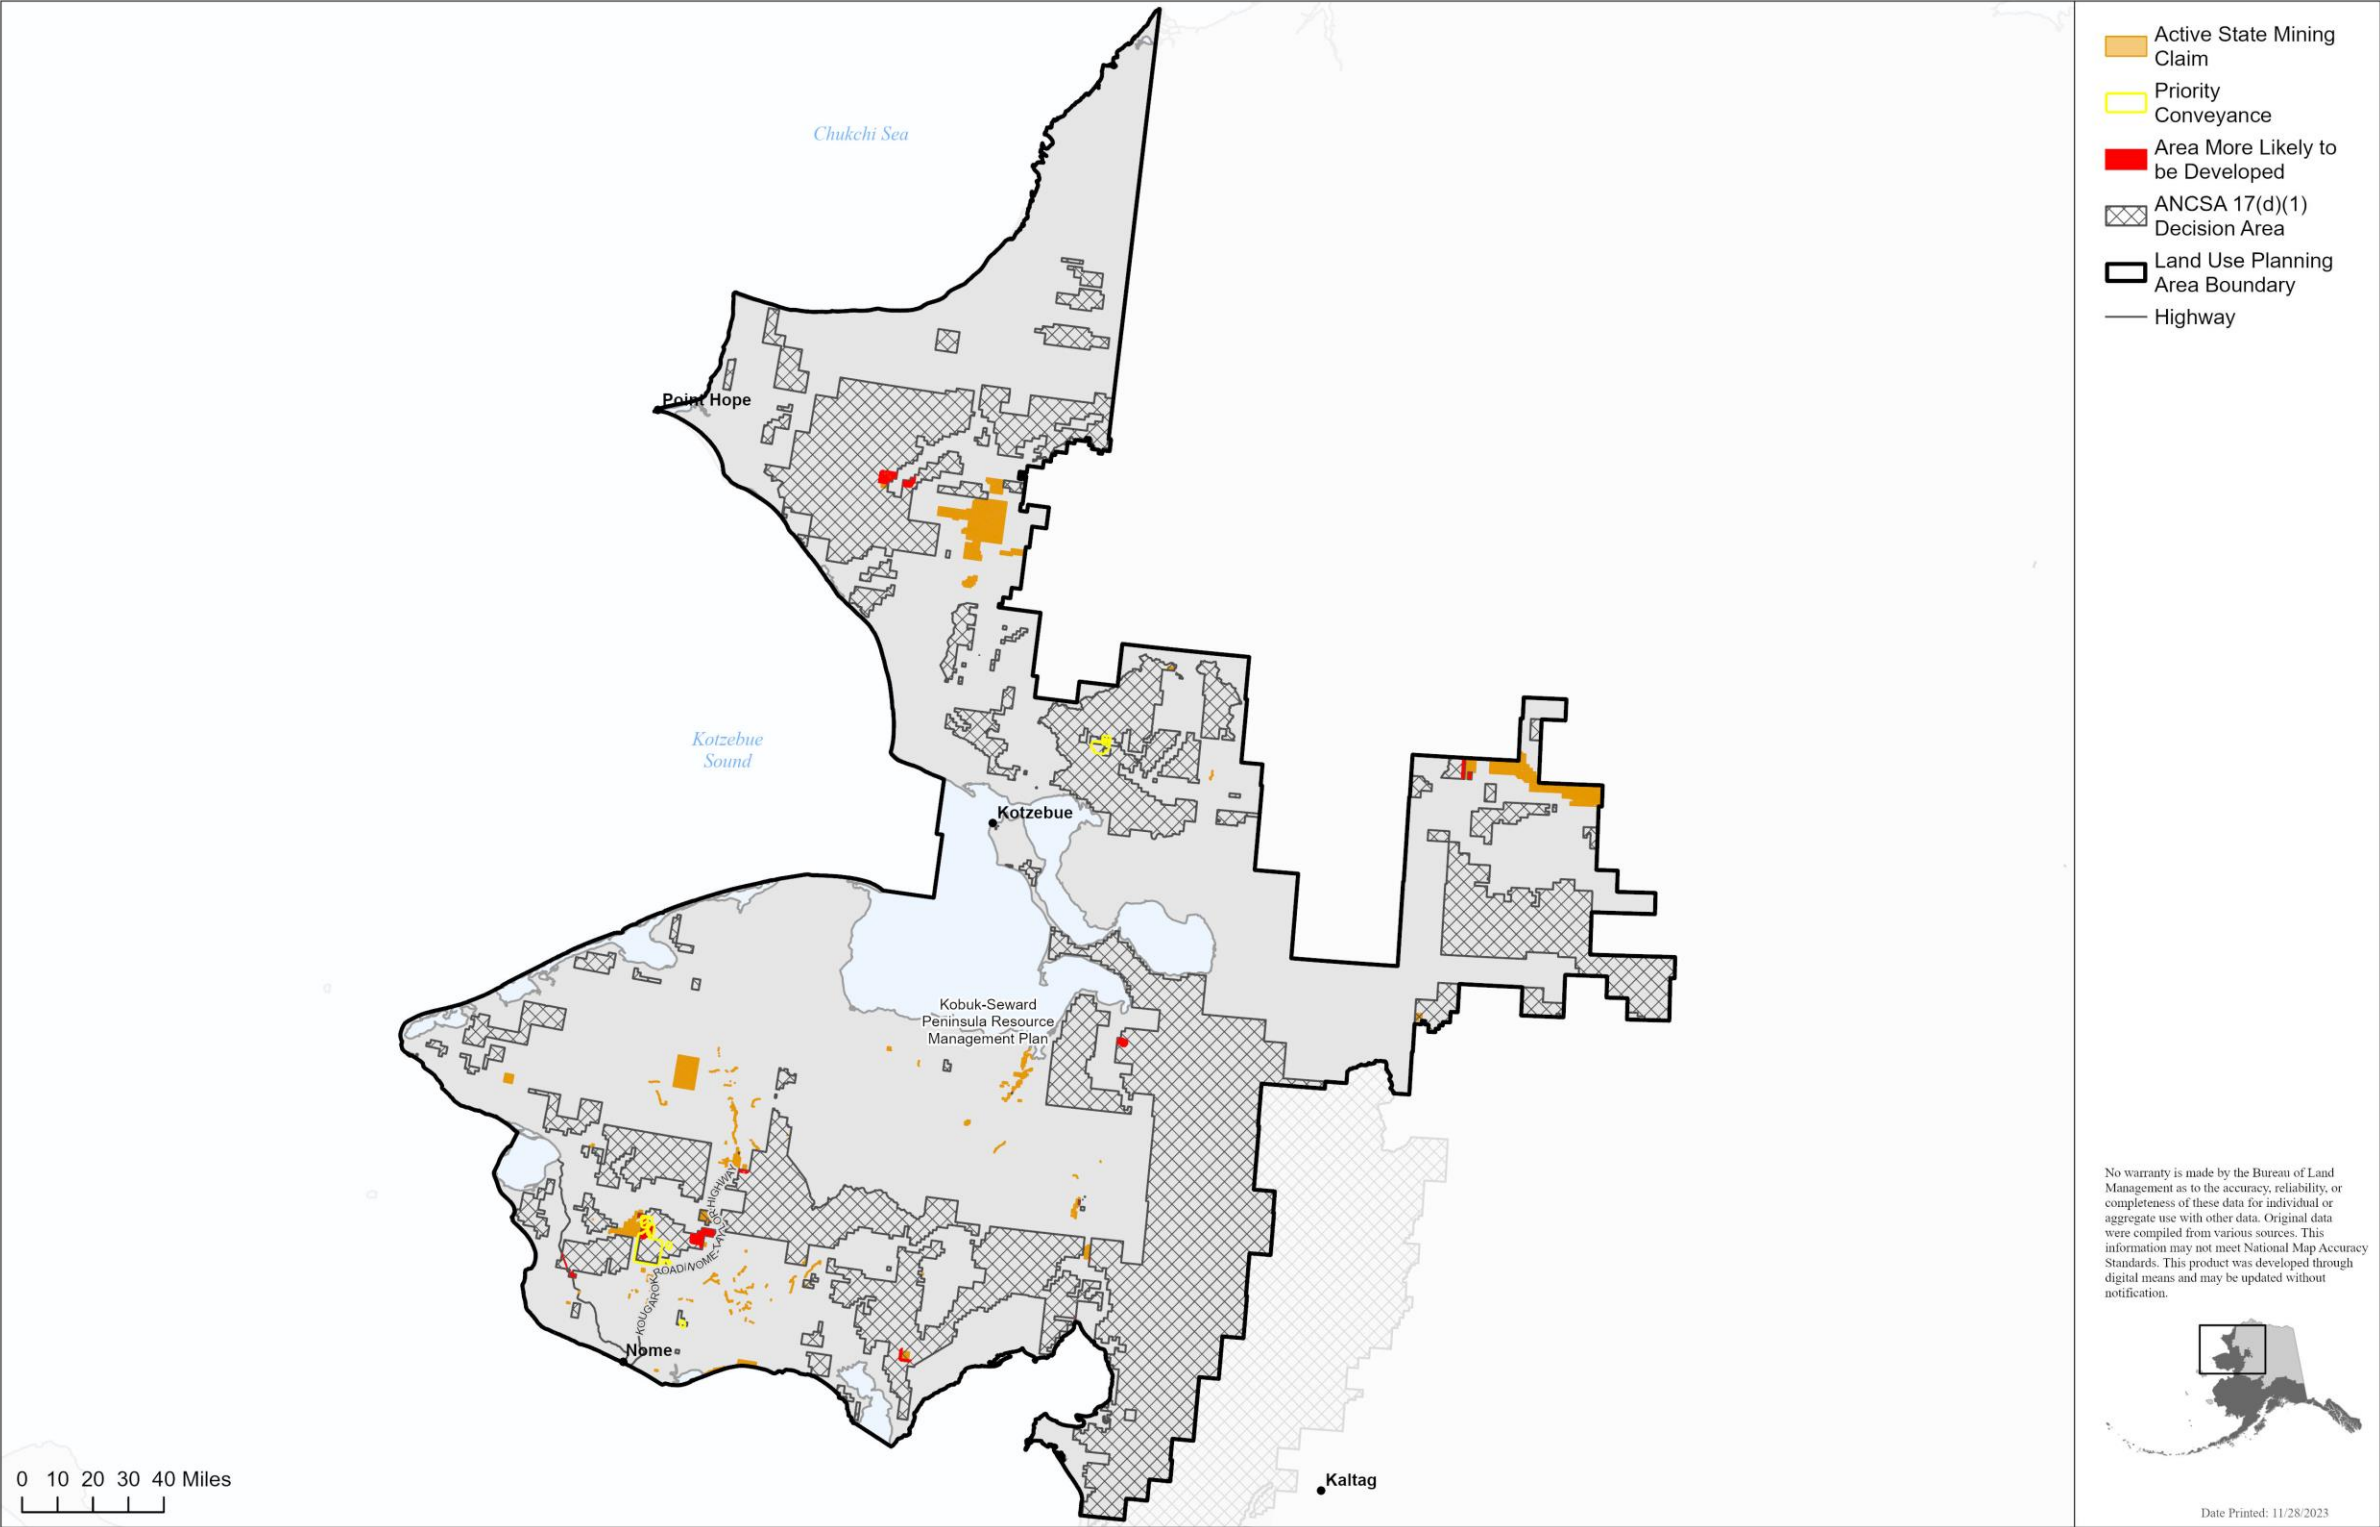 Chukchi Sea
Point Hope
Kotzebue
Sound
Kotzebue
Kobuk-Seward
Peninsula Resource
Management Plan
HIGHWAY
ROAD/NOME-TAYLOR
KOUGAROK
Nome
Kaltag
0 10 20 30 40 Miles
Active State Mining
Claim
Priority
Conveyance
Area More Likely to
be Developed
ANCSA 17(d)(1)
Decision Area
Land Use Planning
Area Boundary
Highway
No warranty is made by the Bureau of Land
Management as to the accuracy, reliability, or
completeness of these data for individual or
aggregate use with other data. Original data
were compiled from various sources. This
information may not meet National Map Accuracy
Standards. This product was developed through
digital means and may be updated without
notification.
Date Printed: 11/28/2023